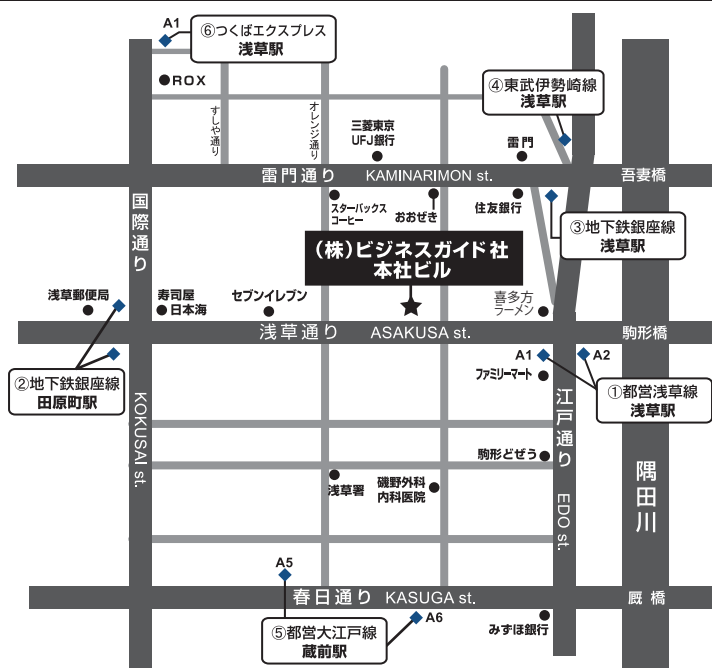 A1
⑥つくばエクスプレス
浅草駅
ROX
すしや通り
オレンジ通り
④東武伊勢崎線
浅草駅
三菱東京
UFJ銀行
雷門
雷門通り KAMINARIMON st.
吾妻橋
国際通り
スターバックス
コーヒー
おおぜき
住友銀行
③地下鉄銀座線
浅草駅
(株)ビジネスガイド社
本社ビル
浅草郵便局
寿司屋
日本海
セブンイレブン
喜多方
ラーメン
浅草通り ASAKUSA st.
駒形橋
A1
A2
ファミリーマート
②地下鉄銀座線
田原町駅
①都営浅草線
浅草駅
KOKUSAI st.
江戸通り
EDO st.
駒形どぜう
隅田川
浅草署
磯野外科
内科医院
A5
春日通り KASUGA st.
厩橋
A6
⑤都営大江戸線
蔵前駅
みずほ銀行